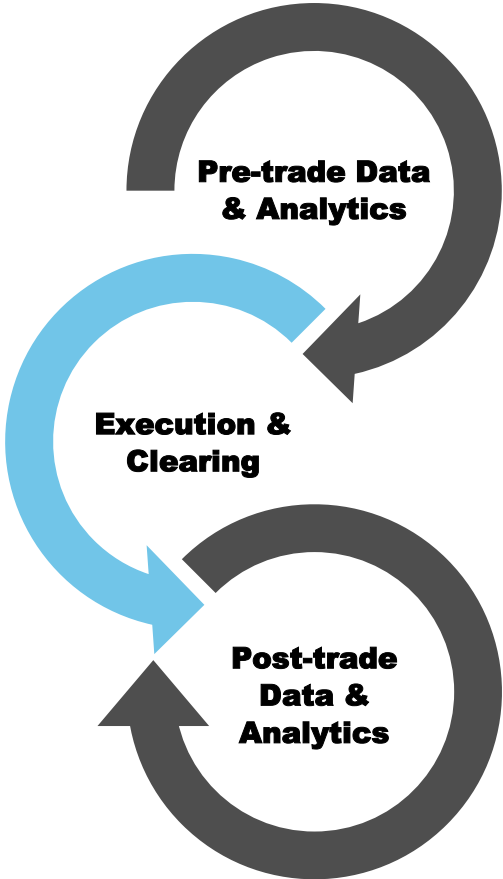 Pre-trade Data
& Analytics
Execution &
Clearing
Post-trade
Data &
Analytics